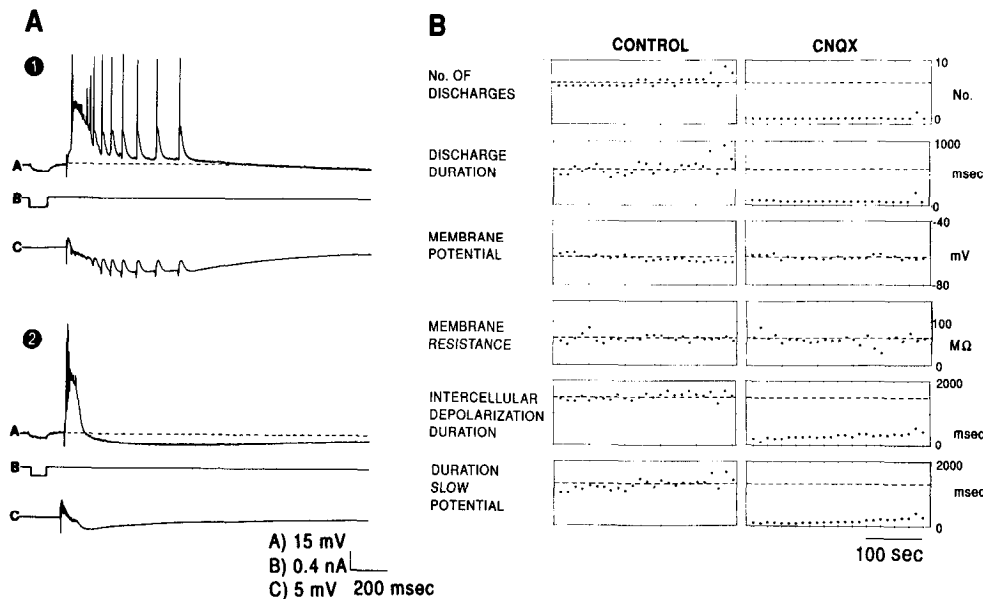 A
1
A
B
C
2
A
B
C
A) 15 mV
B) 0.4 nA
C) 5 mV 200 msec
B
CONTROL
CNQX
No. OF
DISCHARGES
10
No.
0
DISCHARGE
DURATION
1000
msec
0
MEMBRANE
POTENTIAL
-40
mV
-80
MEMBRANE
RESISTANCE
100
MΩ
0
INTERCELLULAR
DEPOLARIZATION
DURATION
2000
msec
0
DURATION
SLOW
POTENTIAL
2000
msec
0
100 sec